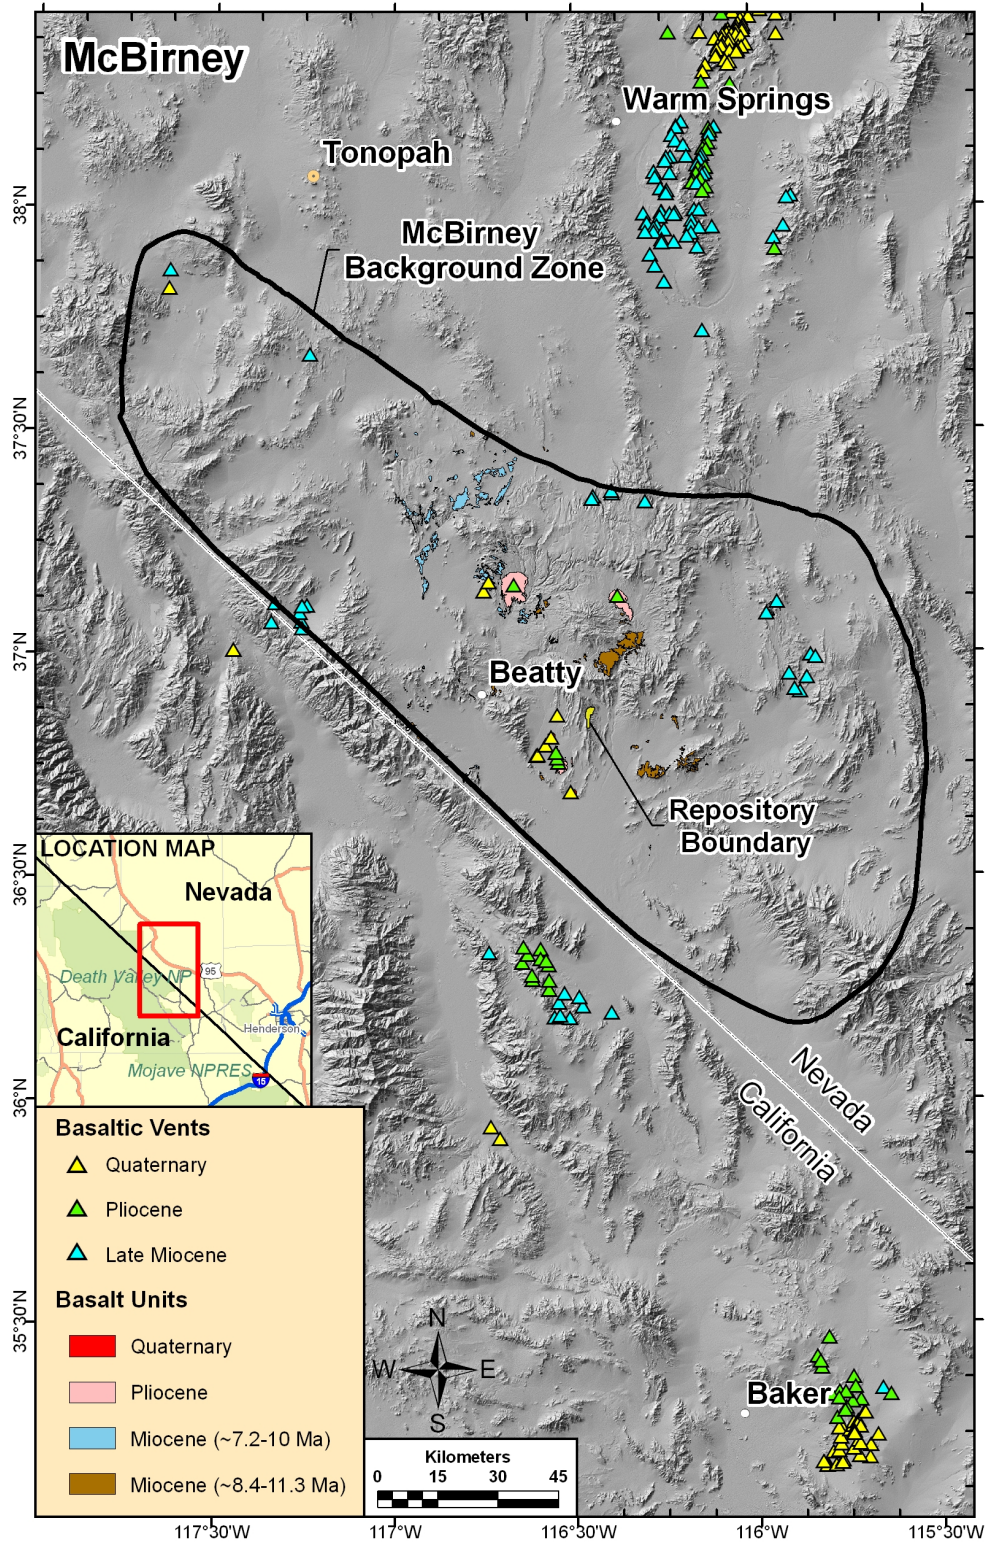 McBirney
Warm Springs
Tonopah
McBirney
Background Zone
Beatty
Repository
Boundary
Nevada
California
Baker
38°N
37°30'N
37°N
36°30'N
36°N
35°30'N
117°30'W
117°W
116°30'W
116°W
115°30'W
LOCATION MAP
Nevada
Death Valley NP
95
California
Henderson
Mojave NPRES
15
Basaltic Vents
Quaternary
Pliocene
Late Miocene
Basalt Units
Quaternary
Pliocene
Miocene (~7.2-10 Ma)
Miocene (~8.4-11.3 Ma)
N
W
E
S
Kilometers
0 15 30 45